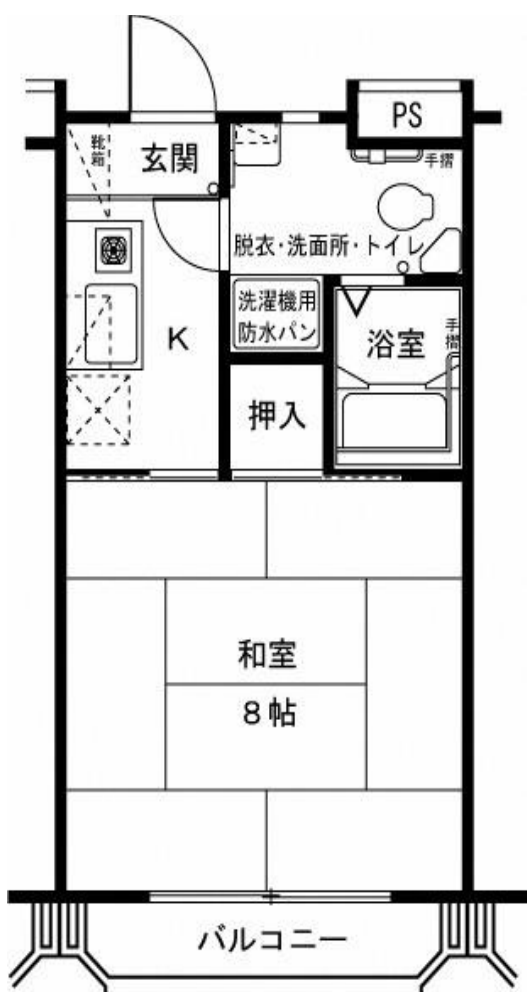 PS
靴箱
玄関
手摺
脱衣・洗面所・トイレ
洗濯機用
防水パン
K
浴室
手摺
押入
和室
8帖
バルコニー